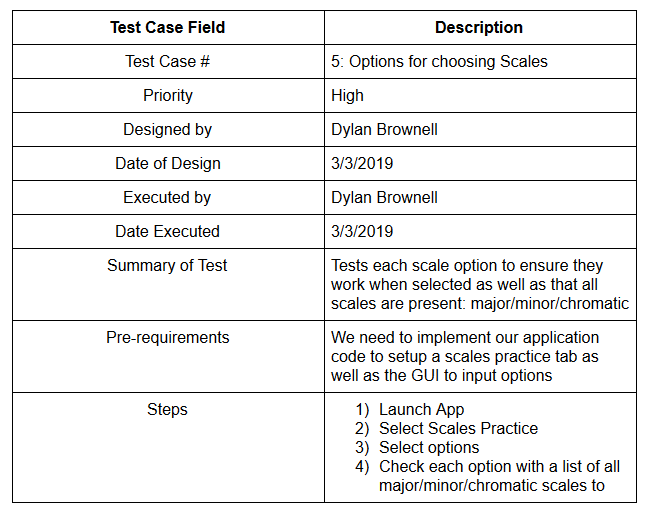 Test Case Field Description
Test Case # 5: Options for choosing Scales
Priority High
Designed by Dylan Brownell
Date of Design 3/3/2019
Executed by Dylan Brownell
Date Executed 3/3/2019
Summary of Test Tests each scale option to ensure they
work when selected as well as that all
scales are present: major/minor/chromatic
Pre-requirements We need to implement our application
code to setup a scales practice tab as
well as the GUI to input options
Steps 1) Launch App
2) Select Scales Practice
3) Select options
4) Check each option with a list of all
major/minor/chromatic scales to